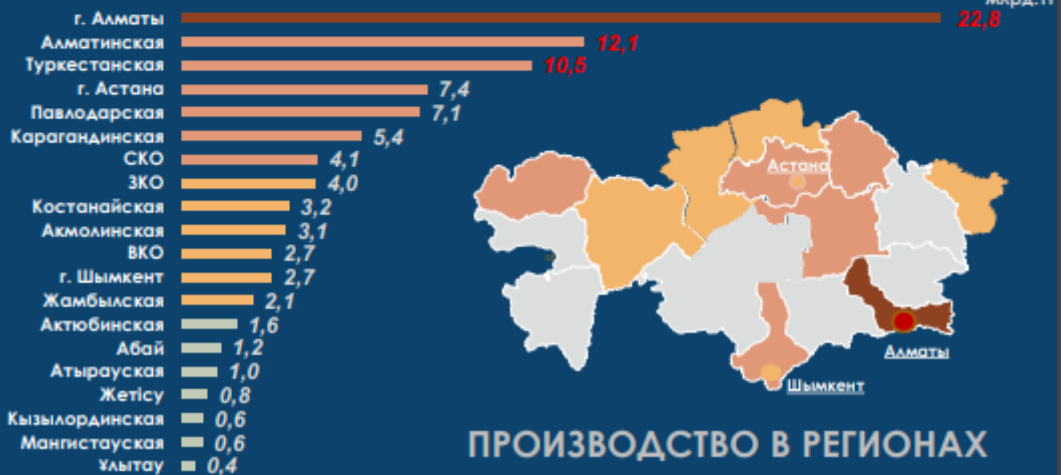 млрд.тг
г. Алматы 22,8
Алматинская 12,1
Туркестанская 10,5
г. Астана 7,4
Павлодарская 7,1
Карагандинская 5,4
СКО 4,1
ЗКО 4,0
Костанайская 3,2
Акмолинская 3,1
ВКО 2,7
г. Шымкент 2,7
Жамбылская 2,1
Актюбинская 1,6
Абай 1,2
Атырауская 1,0
Жетісу 0,8
Кызылординская 0,6
Мангистауская 0,6
Ұлытау 0,4
Астана
Алматы
Шымкент
ПРОИЗВОДСТВО В РЕГИОНАХ